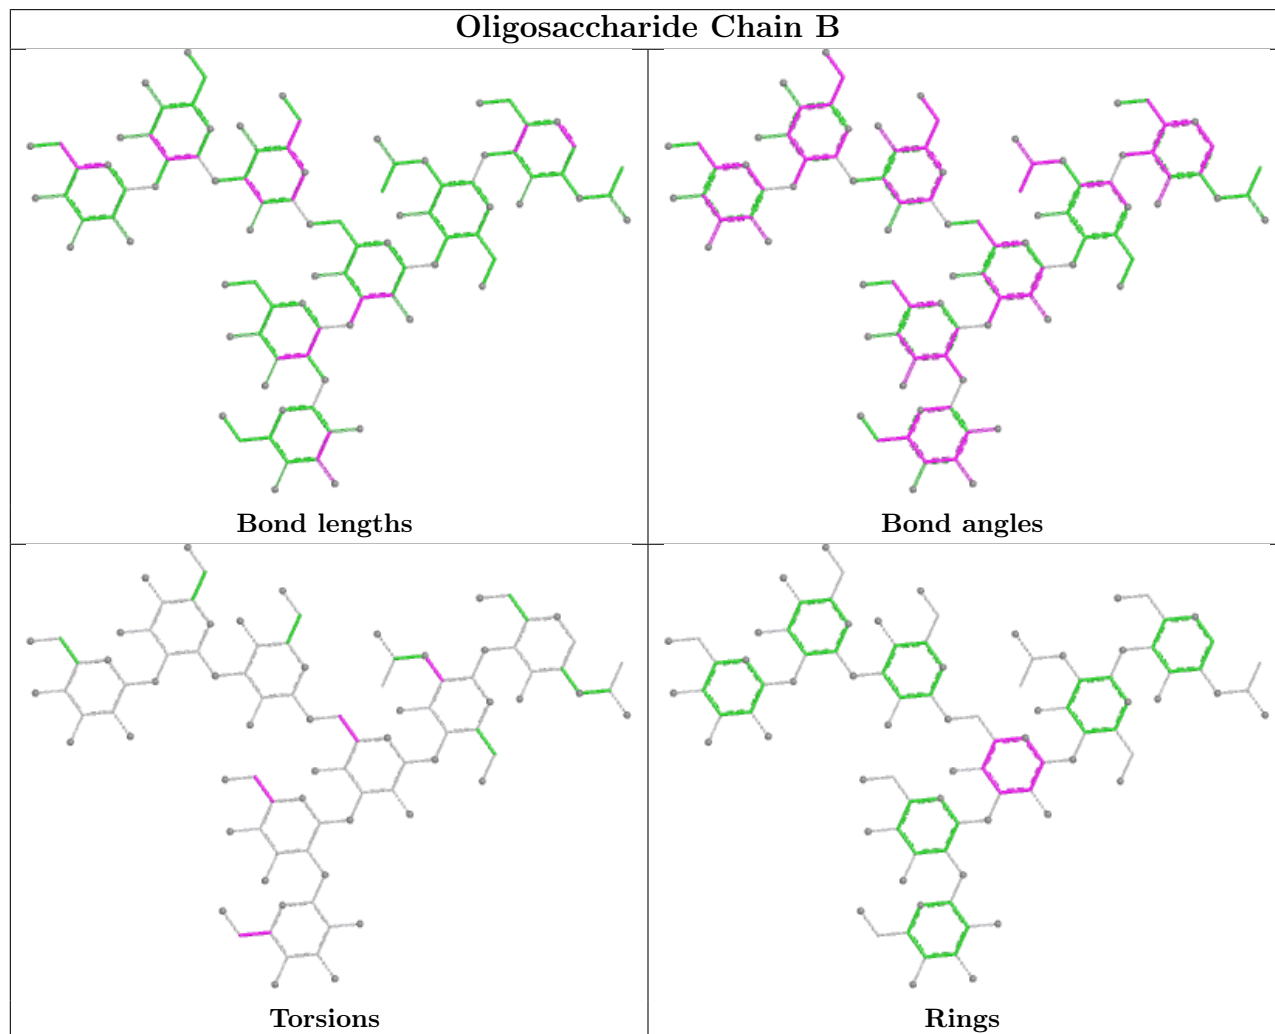 Oligosaccharide Chain B
Bond lengths
Bond angles
Torsions
Rings